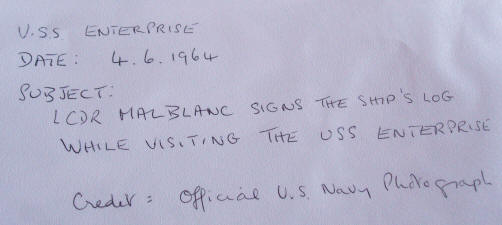 U.S.S ENTERPRISE
DATE: 4.6.1964
SUBJECT:
LCDR MALBLANC SIGNS THE SHIP'S LOG
WHILE VISITING THE USS ENTERPRISE
Credit: Official U.S. Navy Photograph